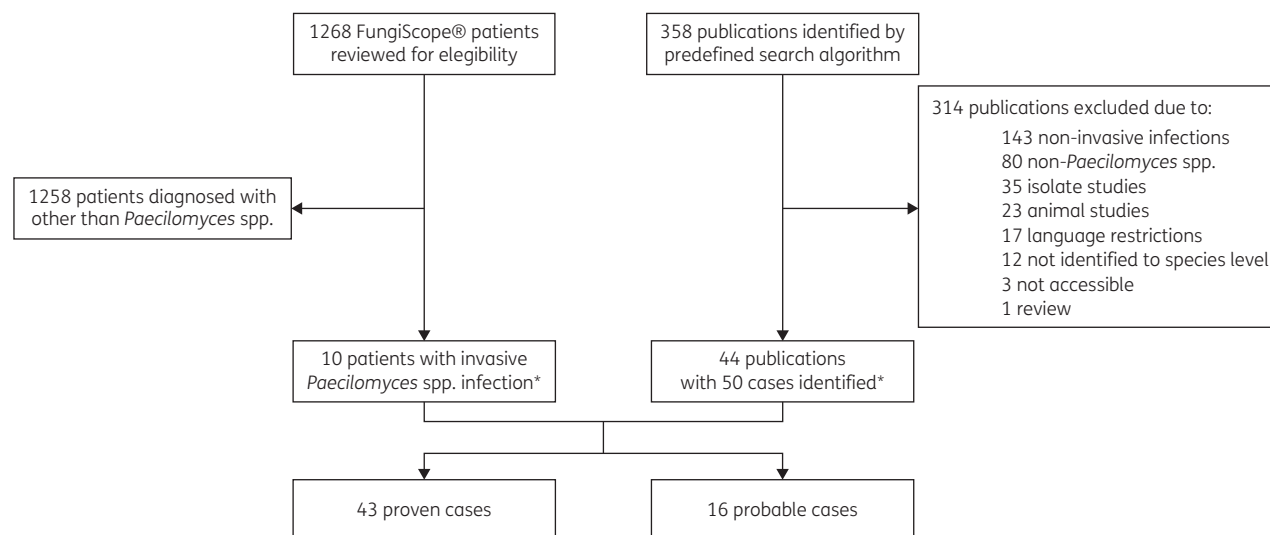 1268 FungiScope® patients
reviewed for elegibility
358 publications identified by
predefined search algorithm
314 publications excluded due to:
143 non-invasive infections
80 non-Paecilomyces spp.
35 isolate studies
23 animal studies
17 language restrictions
12 not identified to species level
3 not accessible
1 review
1258 patients diagnosed with
other than Paecilomyces spp.
10 patients with invasive
Paecilomyces spp. infection*
44 publications
with 50 cases identified*
43 proven cases
16 probable cases